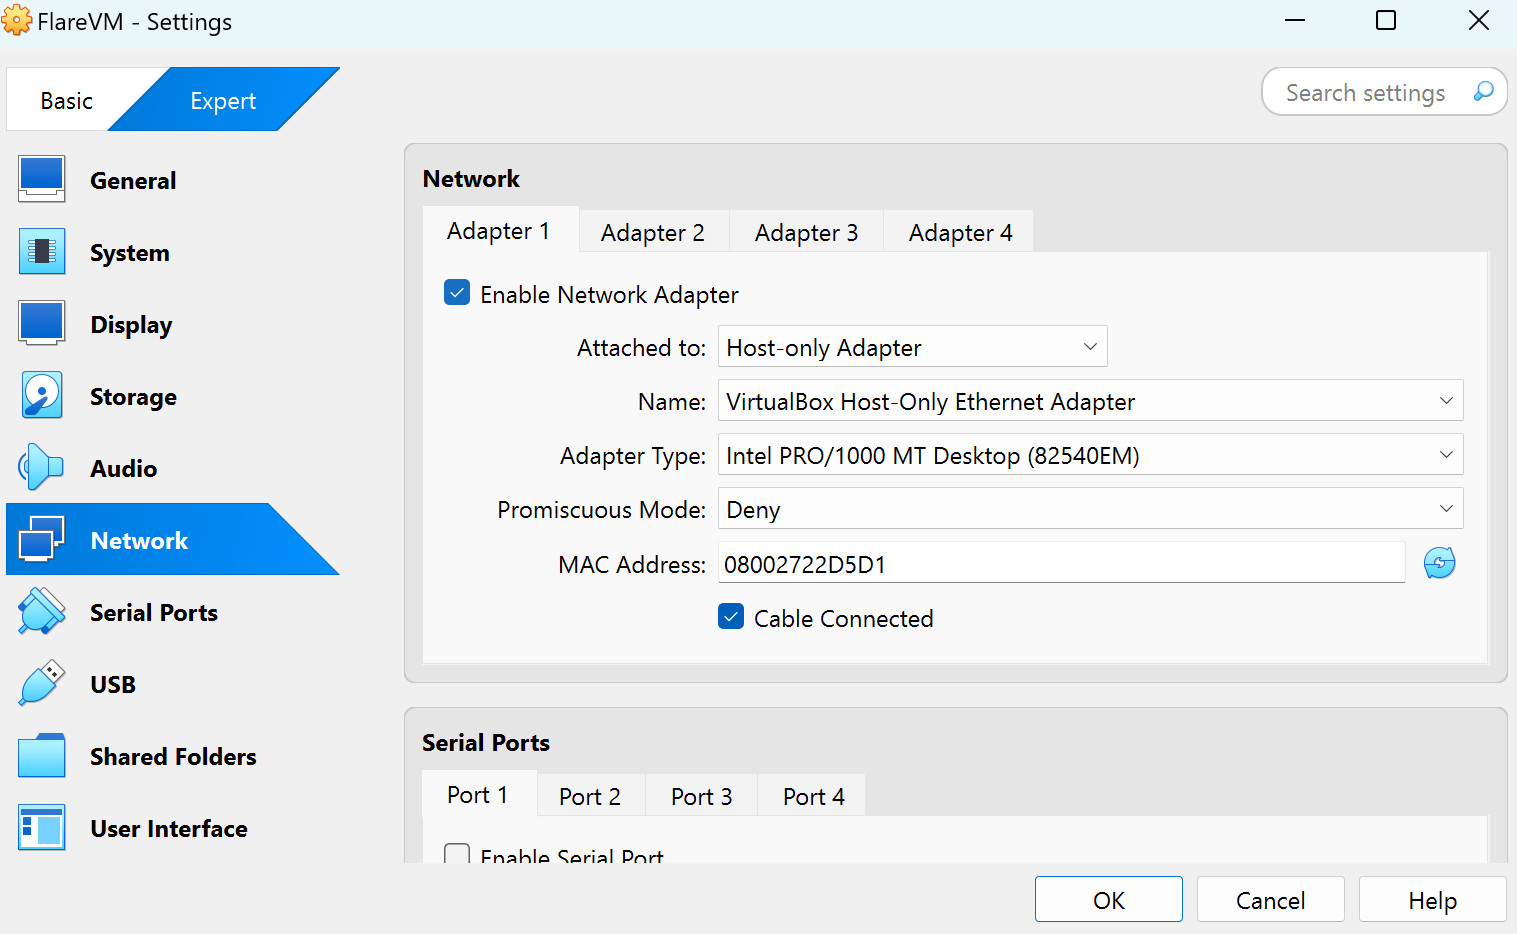 FlareVM - Settings
Basic
Expert
Search settings
General
System
Display
Storage
Audio
Network
Serial Ports
USB
Shared Folders
User Interface
Network
Adapter 1
Adapter 2
Adapter 3
Adapter 4
Enable Network Adapter
Attached to: Host-only Adapter
Name: VirtualBox Host-Only Ethernet Adapter
Adapter Type: Intel PRO/1000 MT Desktop (82540EM)
Promiscuous Mode: Deny
MAC Address: 08002722D5D1
Cable Connected
Serial Ports
Port 1
Port 2
Port 3
Port 4
Enable Serial Port
OK
Cancel
Help